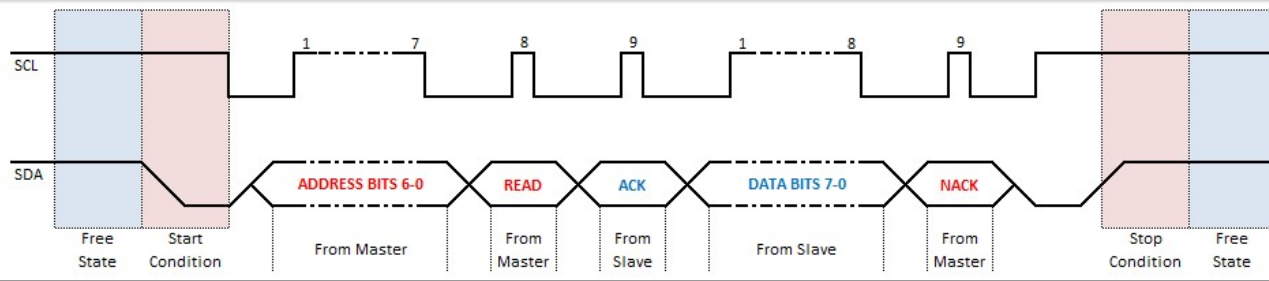 1 7 8 9 1 8 9
SCL
SDA
ADDRESS BITS 6-0 READ ACK DATA BITS 7-0 NACK
Free State
Start Condition
From Master
From Master
From Slave
From Slave
From Master
Stop Condition
Free State